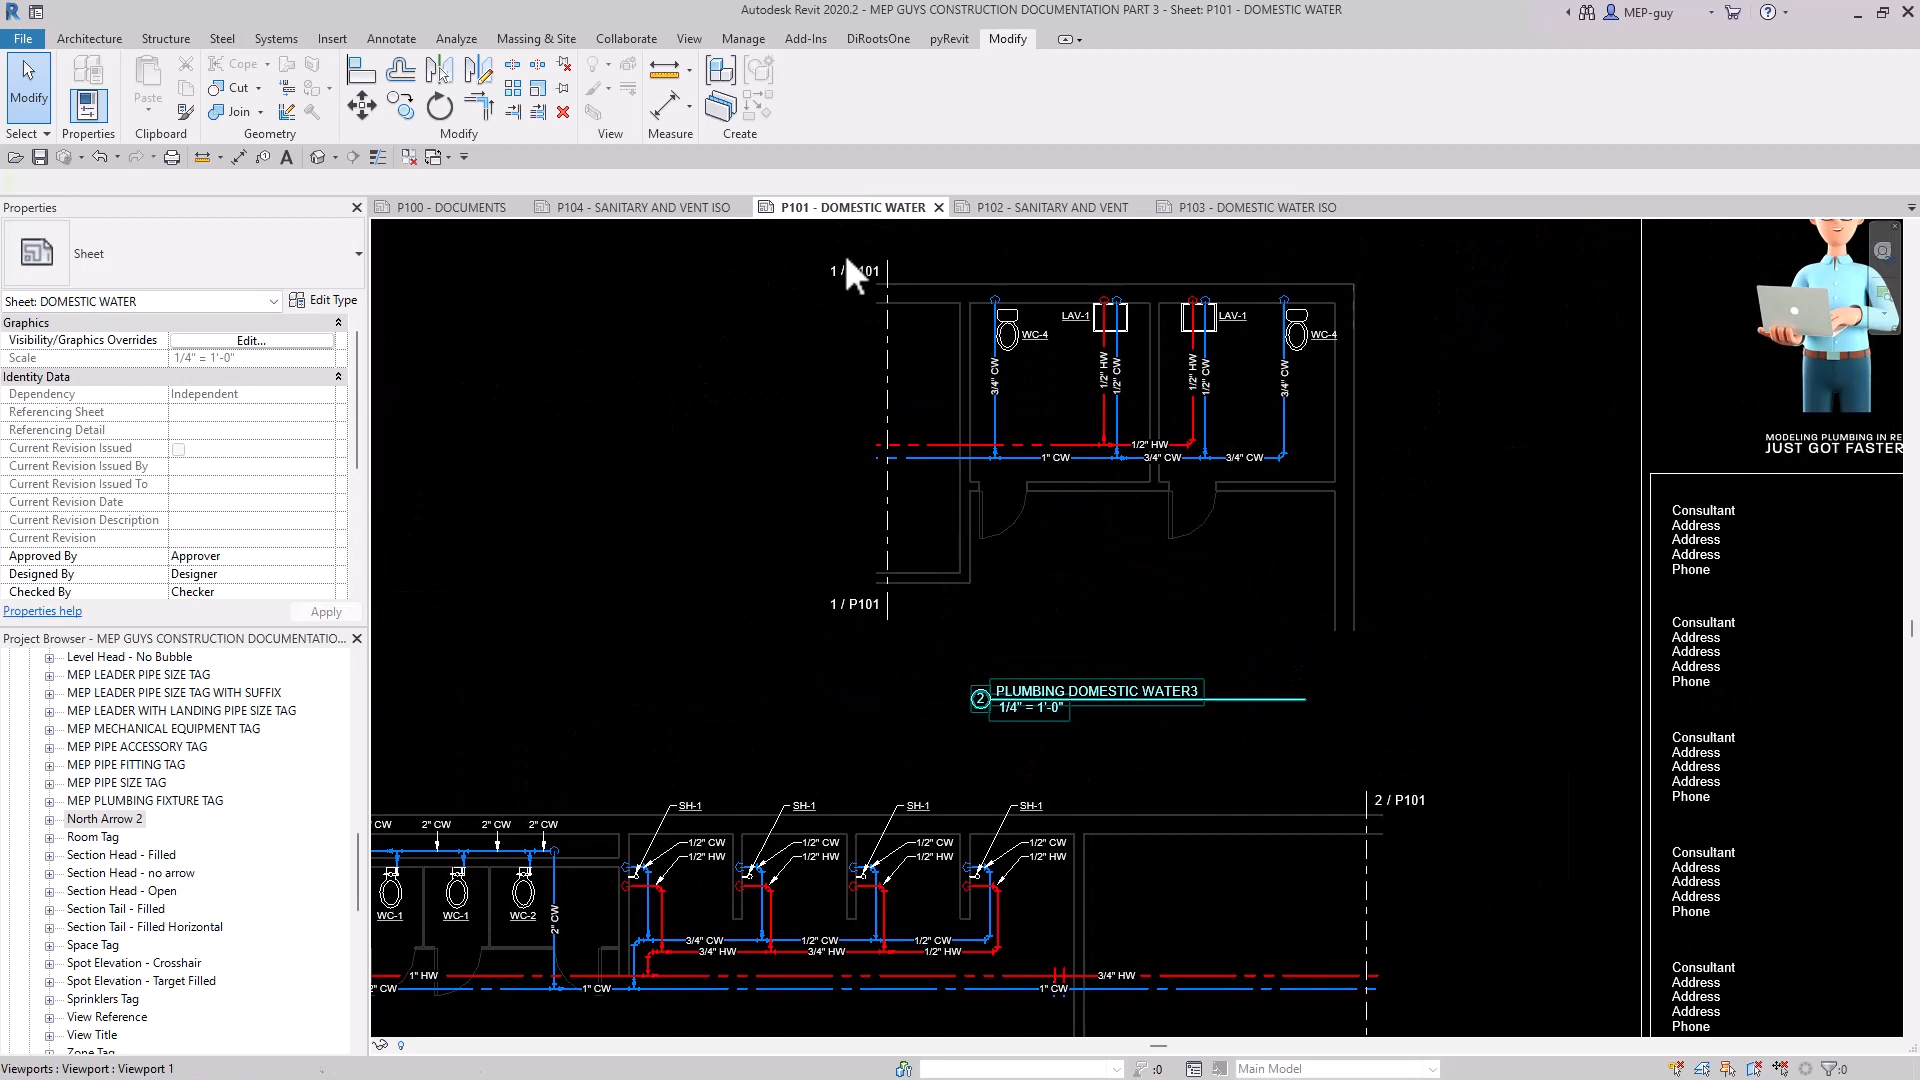 Autodesk Revit 2020.2 - MEP GUYS CONSTRUCTION DOCUMENTATION PART 3 - Sheet: P101 - DOMESTIC WATER
MEP-guy
File Architecture Structure Steel Systems Insert Annotate Analyze Massing & Site Collaborate View Manage Add-Ins DiRootsOne pyRevit Modify
Modify
Paste
Cope
Cut
Join
Select Properties Clipboard Geometry Modify View Measure Create
Properties
Sheet
Sheet: DOMESTIC WATER
Edit Type
Graphics
Visibility/Graphics Overrides Edit...
Scale 1/4" = 1'-0"
Identity Data
Dependency Independent
Referencing Sheet
Referencing Detail
Current Revision Issued
Current Revision Issued By
Current Revision Issued To
Current Revision Date
Current Revision Description
Current Revision
Approved By Approver
Designed By Designer
Checked By Checker
Properties help
Apply
Project Browser - MEP GUYS CONSTRUCTION DOCUMENTATIO...
Level Head - No Bubble
MEP LEADER PIPE SIZE TAG
MEP LEADER PIPE SIZE TAG WITH SUFFIX
MEP LEADER WITH LANDING PIPE SIZE TAG
MEP MECHANICAL EQUIPMENT TAG
MEP PIPE ACCESSORY TAG
MEP PIPE FITTING TAG
MEP PIPE SIZE TAG
MEP PLUMBING FIXTURE TAG
North Arrow 2
Room Tag
Section Head - Filled
Section Head - no arrow
Section Head - Open
Section Tail - Filled
Section Tail - Filled Horizontal
Space Tag
Spot Elevation - Crosshair
Spot Elevation - Target Filled
Sprinklers Tag
View Reference
View Title
Zone Tag
P100 - DOCUMENTS
P104 - SANITARY AND VENT ISO
P101 - DOMESTIC WATER
P102 - SANITARY AND VENT
P103 - DOMESTIC WATER ISO
1 / 101
LAV-1 LAV-1
WC-4 WC-4
3/4" CW 1/2" HW 1/2" CW 1/2" HW 1/2" CW 3/4" CW
1/2" HW
1" CW 3/4" CW 3/4" CW
1 / P101
2 PLUMBING DOMESTIC WATER3
1/4" = 1'-0"
2 / P101
SH-1 SH-1 SH-1 SH-1
CW 2" CW 2" CW 2" CW
1/2" CW 1/2" CW 1/2" CW 1/2" CW
1/2" HW 1/2" HW 1/2" HW 1/2" HW
WC-1 WC-1 WC-2
2" CW
3/4" CW 1/2" CW 1/2" CW
3/4" HW 3/4" HW 1/2" HW
1" HW 3/4" HW
2" CW 1" CW 1" CW
MODELING PLUMBING IN RE
JUST GOT FASTER
Consultant
Address
Address
Address
Phone
Consultant
Address
Address
Address
Phone
Consultant
Address
Address
Address
Phone
Consultant
Address
Address
Address
Phone
Consultant
Address
Address
Address
Phone
Viewports : Viewport : Viewport 1
:0
Main Model
:0